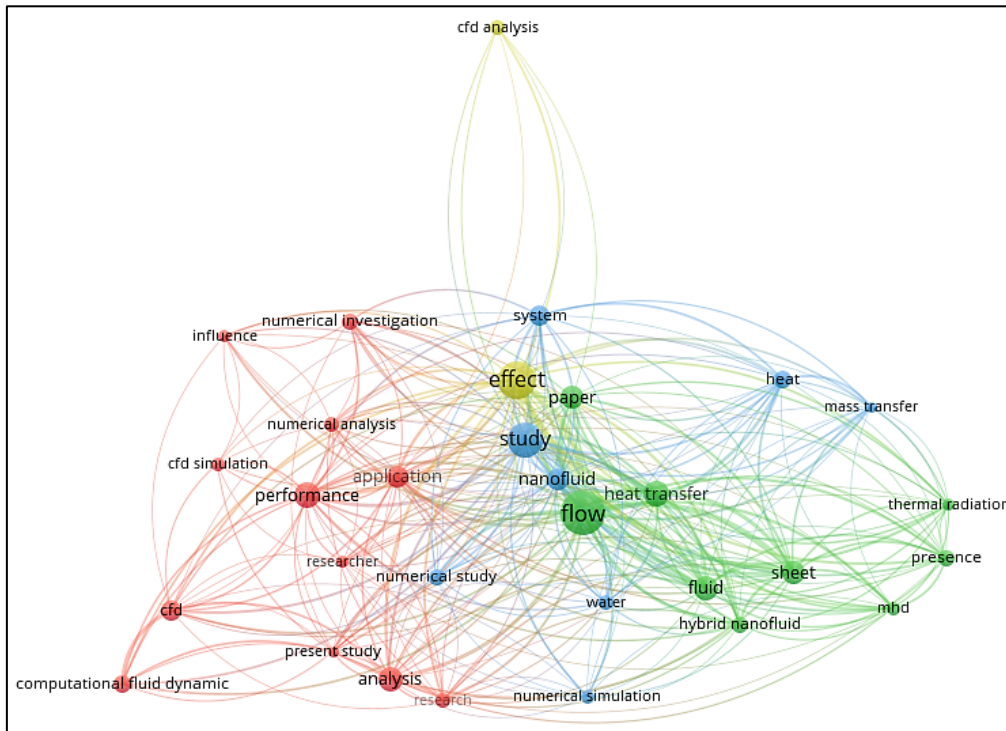 cfd analysis
system
numerical investigation
influence
effect
heat
paper
mass transfer
numerical analysis
study
cfd simulation
application
nanofluid
performance
heat transfer
thermal radiation
flow
presence
researcher
numerical study
sheet
fluid
water
mhd
cfd
hybrid nanofluid
present study
analysis
computational fluid dynamic
research
numerical simulation